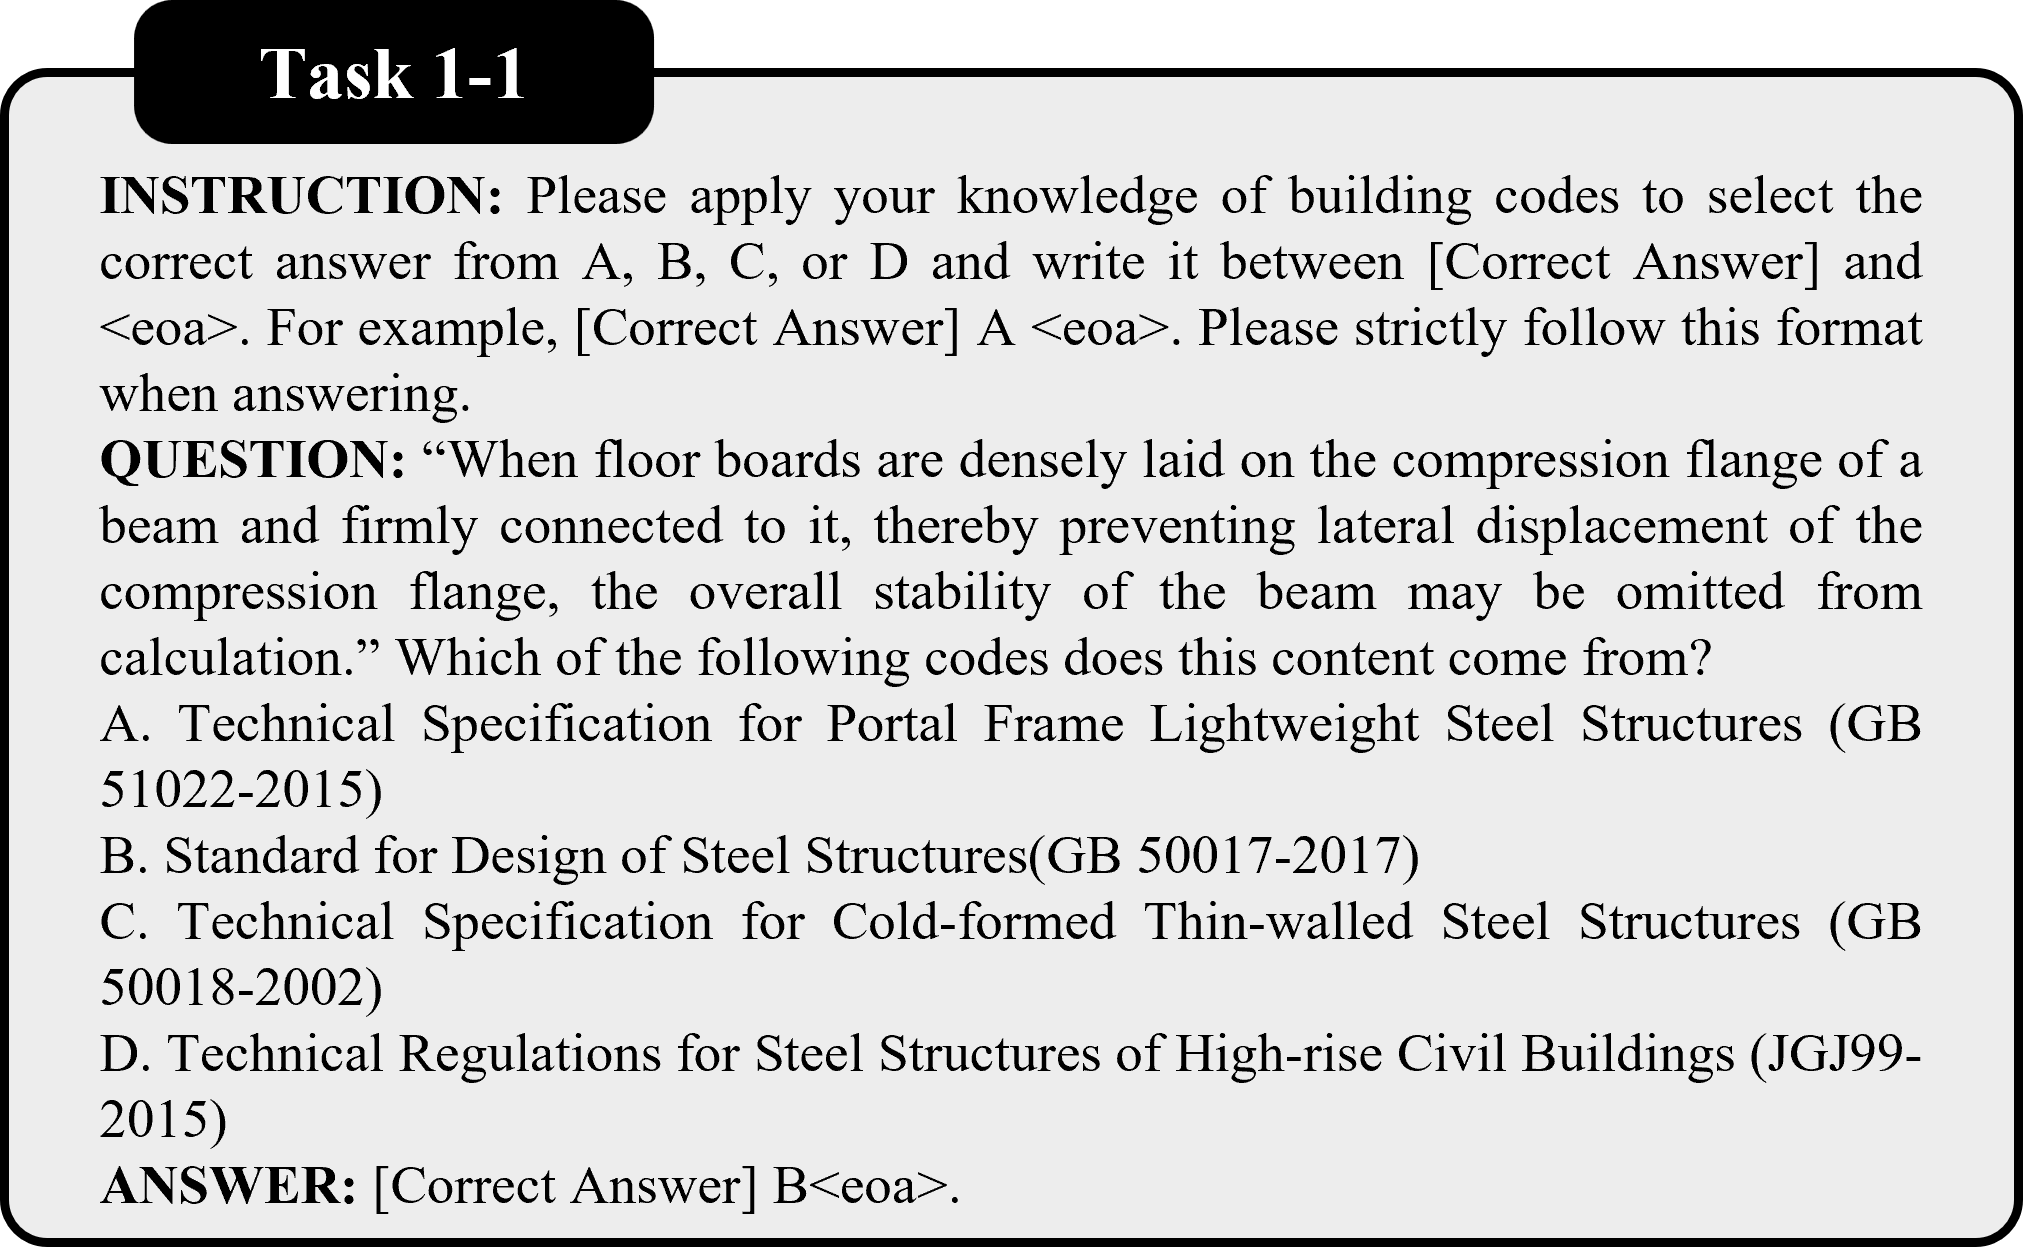 Task 1-1
INSTRUCTION: Please apply your knowledge of building codes to select the
correct answer from A, B, C, or D and write it between [Correct Answer] and
<eoa>. For example, [Correct Answer] A <eoa>. Please strictly follow this format
when answering.
QUESTION: “When floor boards are densely laid on the compression flange of a
beam and firmly connected to it, thereby preventing lateral displacement of the
compression flange, the overall stability of the beam may be omitted from
calculation.” Which of the following codes does this content come from?
A. Technical Specification for Portal Frame Lightweight Steel Structures (GB
51022-2015)
B. Standard for Design of Steel Structures(GB 50017-2017)
C. Technical Specification for Cold-formed Thin-walled Steel Structures (GB
50018-2002)
D. Technical Regulations for Steel Structures of High-rise Civil Buildings (JGJ99-
2015)
ANSWER: [Correct Answer] B<eoa>.